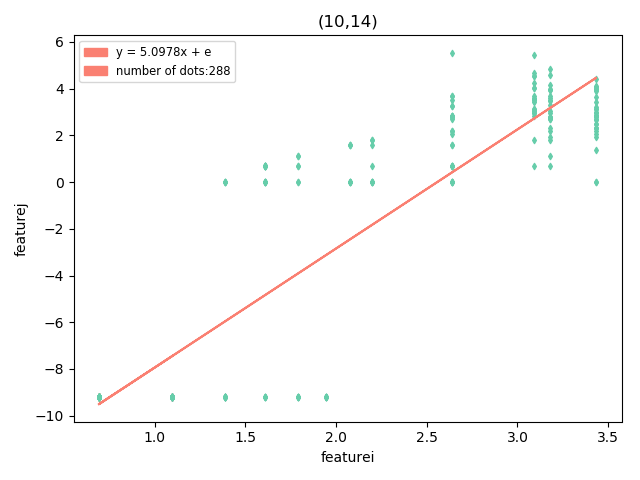 (10,14)
y = 5.0978x + e
number of dots:288
6
4
2
0
−2
−4
−6
−8
−10
featurej
1.0 1.5 2.0 2.5 3.0 3.5
featurei